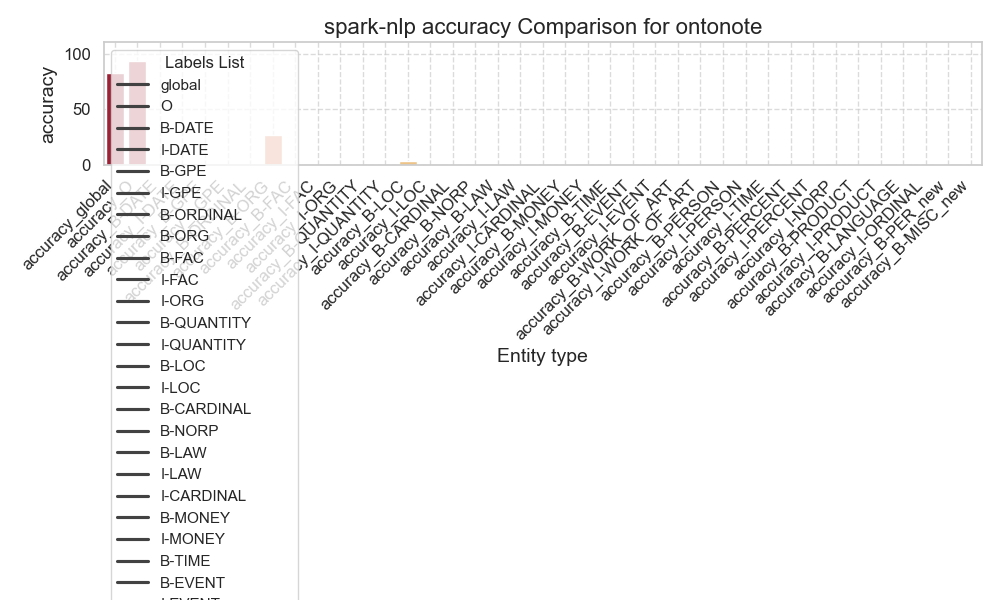 spark-nlp accuracy Comparison for ontonote
accuracy
100
50
0
Labels List
global
O
B-DATE
I-DATE
B-GPE
I-GPE
B-ORDINAL
B-ORG
B-FAC
I-FAC
I-ORG
B-QUANTITY
I-QUANTITY
B-LOC
I-LOC
B-CARDINAL
B-NORP
B-LAW
I-LAW
I-CARDINAL
B-MONEY
I-MONEY
B-TIME
B-EVENT
I-EVENT
accuracy_global
accuracy_I-QUANTITY
accuracy_B-LOC
accuracy_I-LOC
accuracy_B-CARDINAL
accuracy_B-NORP
accuracy_B-LAW
accuracy_I-LAW
accuracy_I-CARDINAL
accuracy_B-MONEY
accuracy_I-MONEY
accuracy_B-TIME
accuracy_B-EVENT
accuracy_I-EVENT
accuracy_B-WORK_OF_ART
accuracy_I-WORK_OF_ART
accuracy_B-PERSON
accuracy_I-PERSON
accuracy_I-TIME
accuracy_B-PERCENT
accuracy_I-PERCENT
accuracy_I-NORP
accuracy_B-PRODUCT
accuracy_I-PRODUCT
accuracy_B-LANGUAGE
accuracy_I-ORDINAL
accuracy_B-PER_new
accuracy_B-MISC_new
Entity type